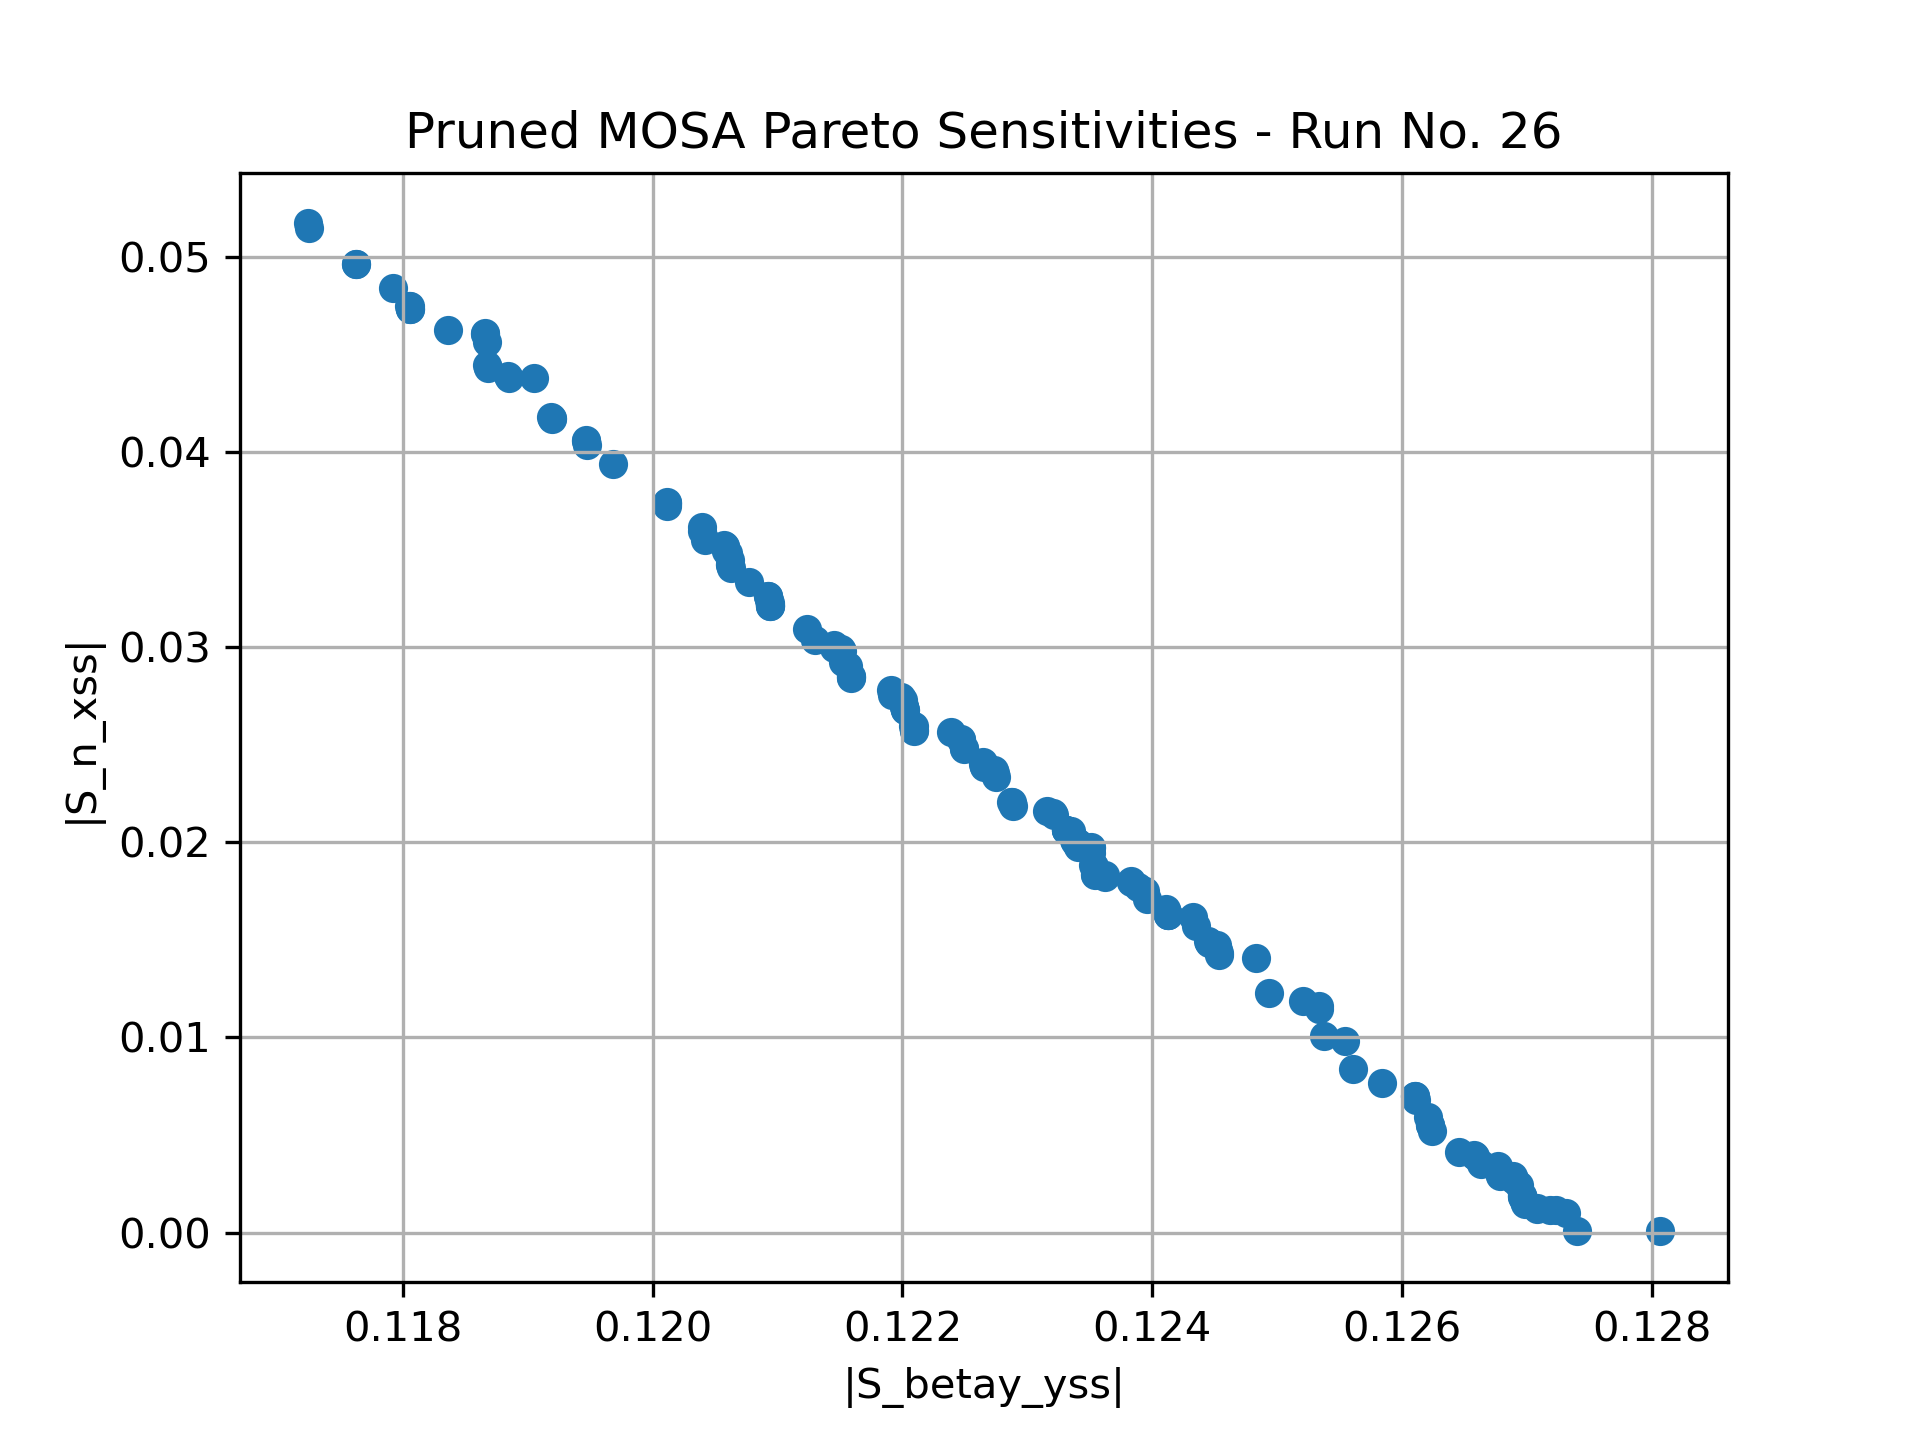 Pruned MOSA Pareto Sensitivities - Run No. 26
|S_n_xss|
0.05
0.04
0.03
0.02
0.01
0.00
0.118 0.120 0.122 0.124 0.126 0.128
|S_betay_yss|